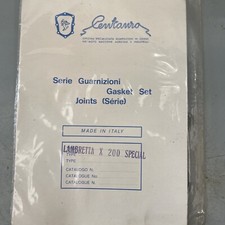 Centauro
Serie Guarnizioni
Gasket Set
Joints (Série)
MADE IN ITALY
LAMBRETTA X 200 SPECIAL
TYPE
CATALOGO N.
CATALOGUE No
CATALOGUE N.